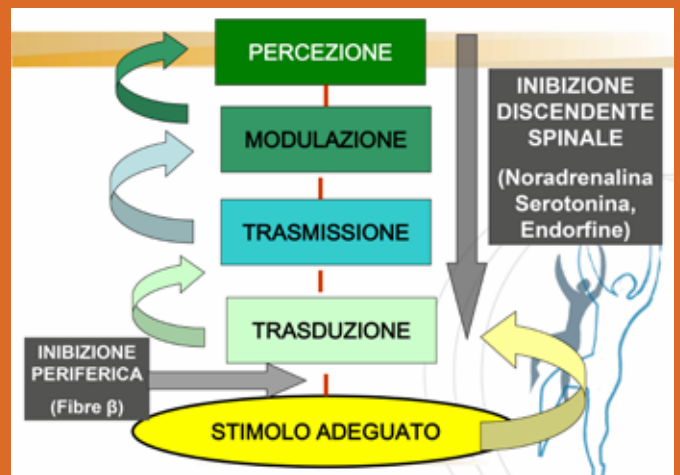 PERCEZIONE
MODULAZIONE
TRASMISSIONE
TRASDUZIONE
STIMOLO ADEGUATO
INIBIZIONE
PERIFERICA
(Fibre β)
INIBIZIONE
DISCENDENTE
SPINALE
(Noradrenalina
Serotonina,
Endorfine)